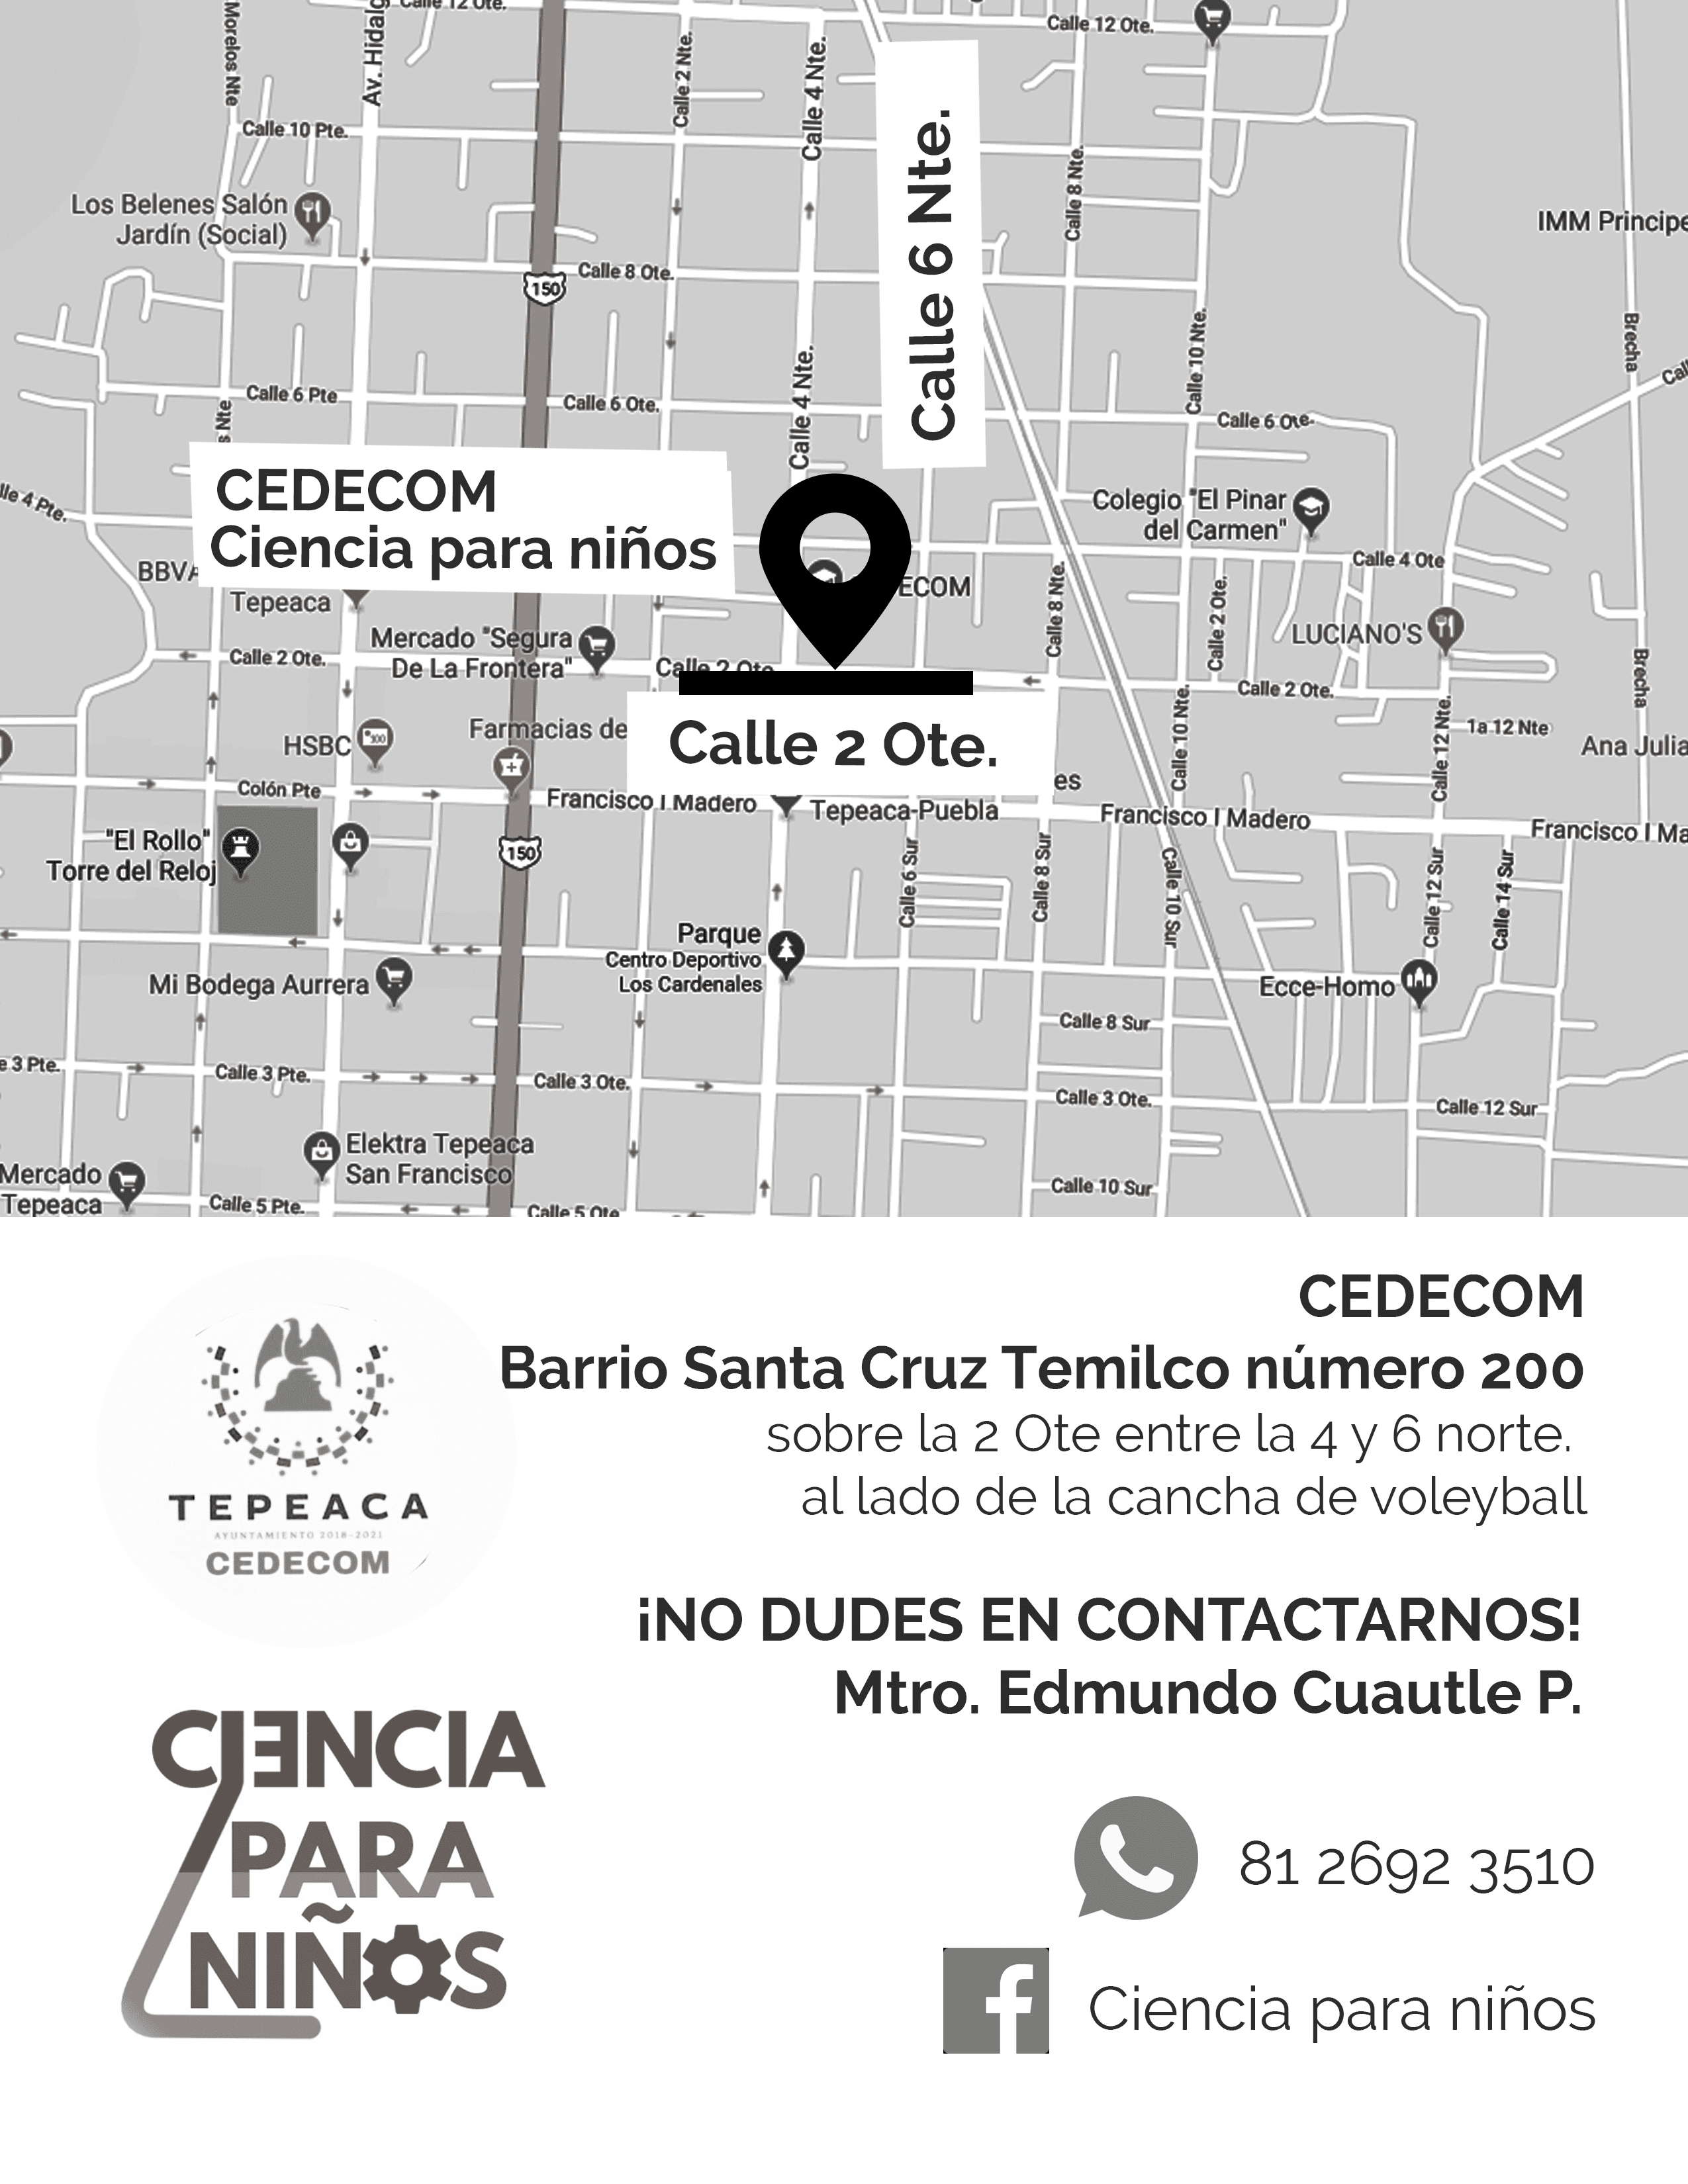 Calle 12 Ote.
Morelos Nte
Av. Hidalg
Calle 2 Nte.
Calle 4 Nte.
Calle 12 Ote.
Calle 10 Pte.
Calle 6 Nte.
Calle 8 Nte.
Los Belenes Salón
Jardín (Social)
IMM Principe
150
Calle 8 Ote.
Calle 10 Nte.
Brecha
Calle 6 Pte
Calle 6 Ote.
Calle 4 Nte.
Calle 6 Ote.
Cal
s Nte
CEDECOM
Ciencia para niños
lle 4 Pte.
Colegio "El Pinar
del Carmen"
Calle 4 Ote
BBVA
Tepeaca
ECOM
Calle 8 Nte.
Calle 2 Ote.
LUCIANO'S
Mercado "Segura
De La Frontera"
Calle 2 Ote.
Calle 2 Ote
Calle 2 Ote.
Brecha
Calle 10 Nte.
Calle 12 Nte.
1a 12 Nte
Ana Julia
HSBC
Farmacias de
Calle 2 Ote.
es
Colón Pte
Francisco I Madero
Tepeaca-Puebla
Francisco I Madero
Francisco I Ma
"El Rollo"
Torre del Reloj
150
Calle 6 Sur
Calle 8 Sur
Calle 10 Sur
Calle 12 Sur
Calle 14 Sur
Parque
Centro Deportivo
Los Cardenales
Mi Bodega Aurrera
Ecce-Homo
Calle 8 Sur
e 3 Pte.
Calle 3 Pte.
Calle 3 Ote.
Calle 3 Ote.
Calle 12 Sur
Elektra Tepeaca
San Francisco
Mercado
Tepeaca
Calle 5 Pte.
Calle 5 Ote
Calle 10 Sur
CEDECOM
Barrio Santa Cruz Temilco número 200
sobre la 2 Ote entre la 4 y 6 norte.
al lado de la cancha de voleyball
TEPEACA
AYUNTAMIENTO 2018-2021
CEDECOM
¡NO DUDES EN CONTACTARNOS!
Mtro. Edmundo Cuautle P.
CIENCIA
PARA
NIÑOS
81 2692 3510
Ciencia para niños